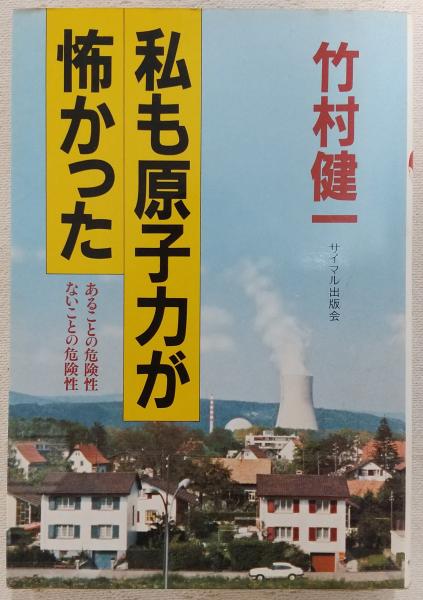 私も原子力が
怖かった
あることの危険性
ないことの危険性
竹村健一
サイマル出版会